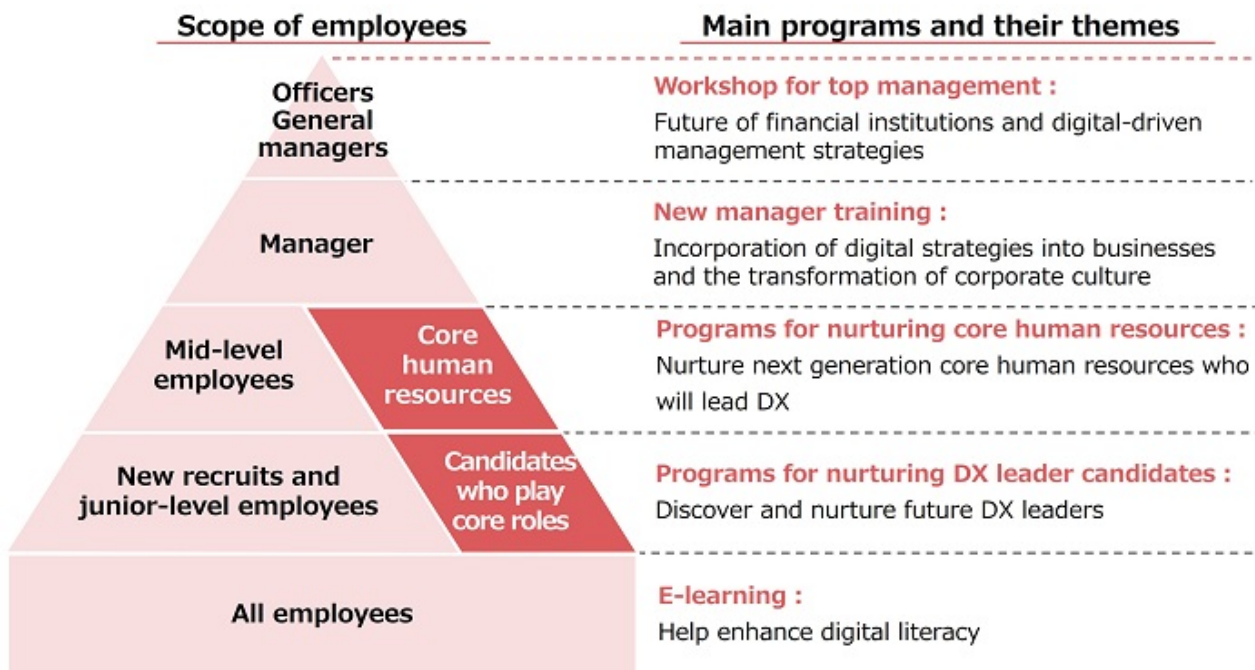 Scope of employees
Main programs and their themes
Officers
General
managers
Workshop for top management :
Future of financial institutions and digital-driven
management strategies
Manager
New manager training :
Incorporation of digital strategies into businesses
and the transformation of corporate culture
Mid-level
employees
Core
human
resources
Programs for nurturing core human resources :
Nurture next generation core human resources who
will lead DX
New recruits and
junior-level employees
Candidates
who play
core roles
Programs for nurturing DX leader candidates :
Discover and nurture future DX leaders
All employees
E-learning :
Help enhance digital literacy